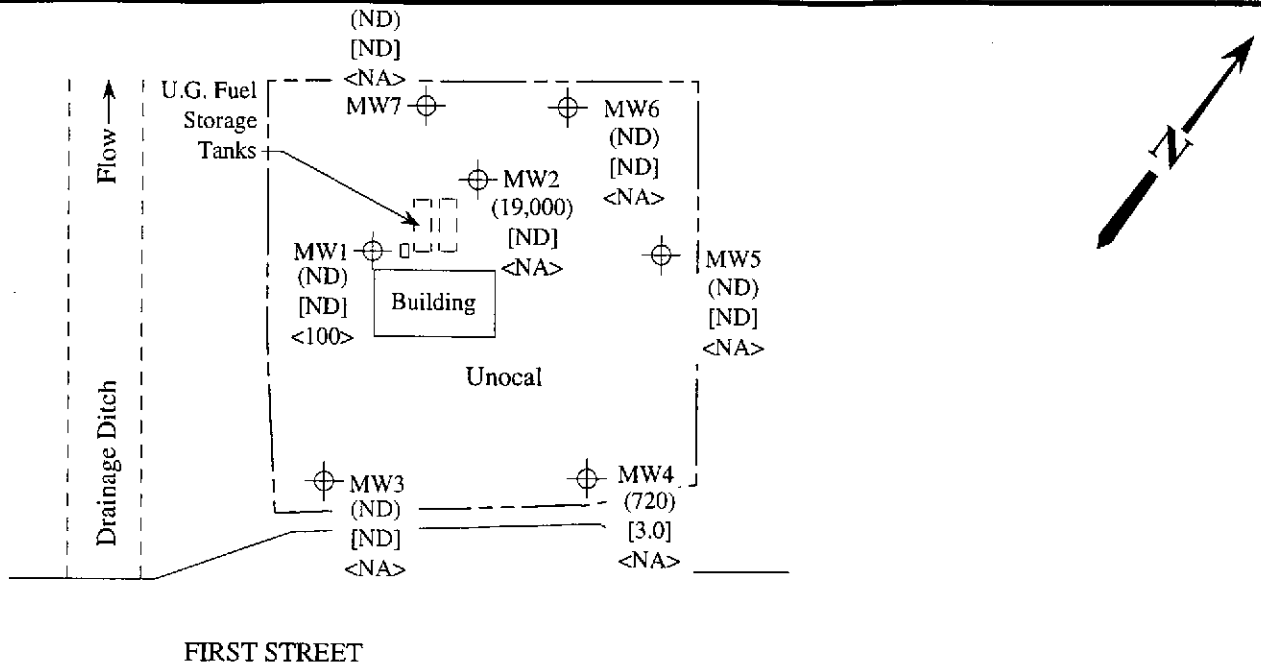 (ND)
[ND]
<NA>
MW7
U.G. Fuel
Storage
Tanks
Flow
MW6
(ND)
[ND]
<NA>
MW2
(19,000)
[ND]
<NA>
MW1
(ND)
[ND]
<100>
Building
MW5
(ND)
[ND]
<NA>
Unocal
Drainage Ditch
MW3
(ND)
[ND]
<NA>
MW4
(720)
[3.0]
<NA>
FIRST STREET
N